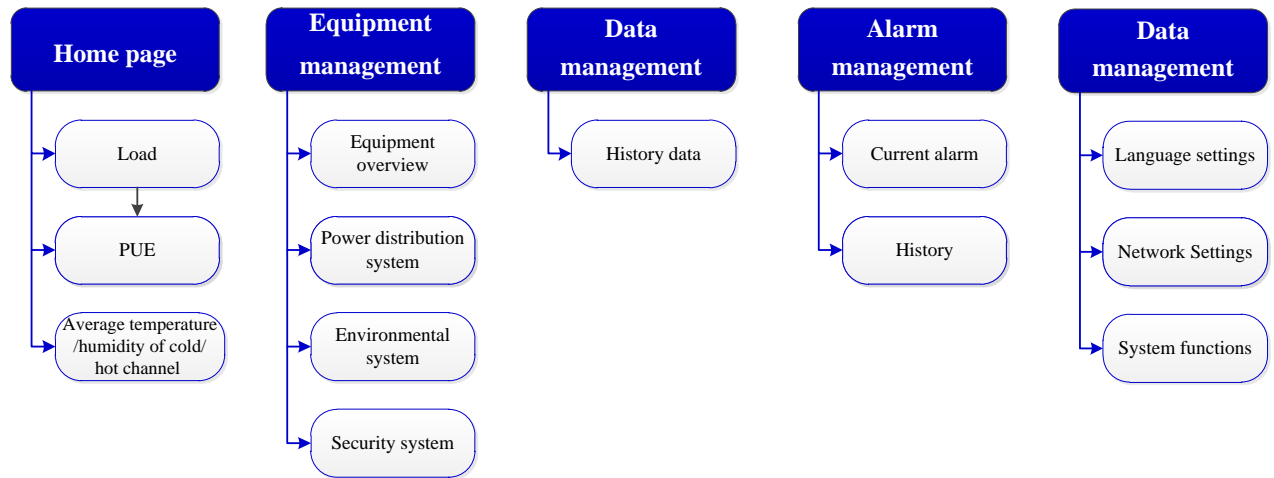 Home page
Load
PUE
Average temperature
/humidity of cold/
hot channel
Equipment
management
Equipment
overview
Power distribution
system
Environmental
system
Security system
Data
management
History data
Alarm
management
Current alarm
History
Data
management
Language settings
Network Settings
System functions